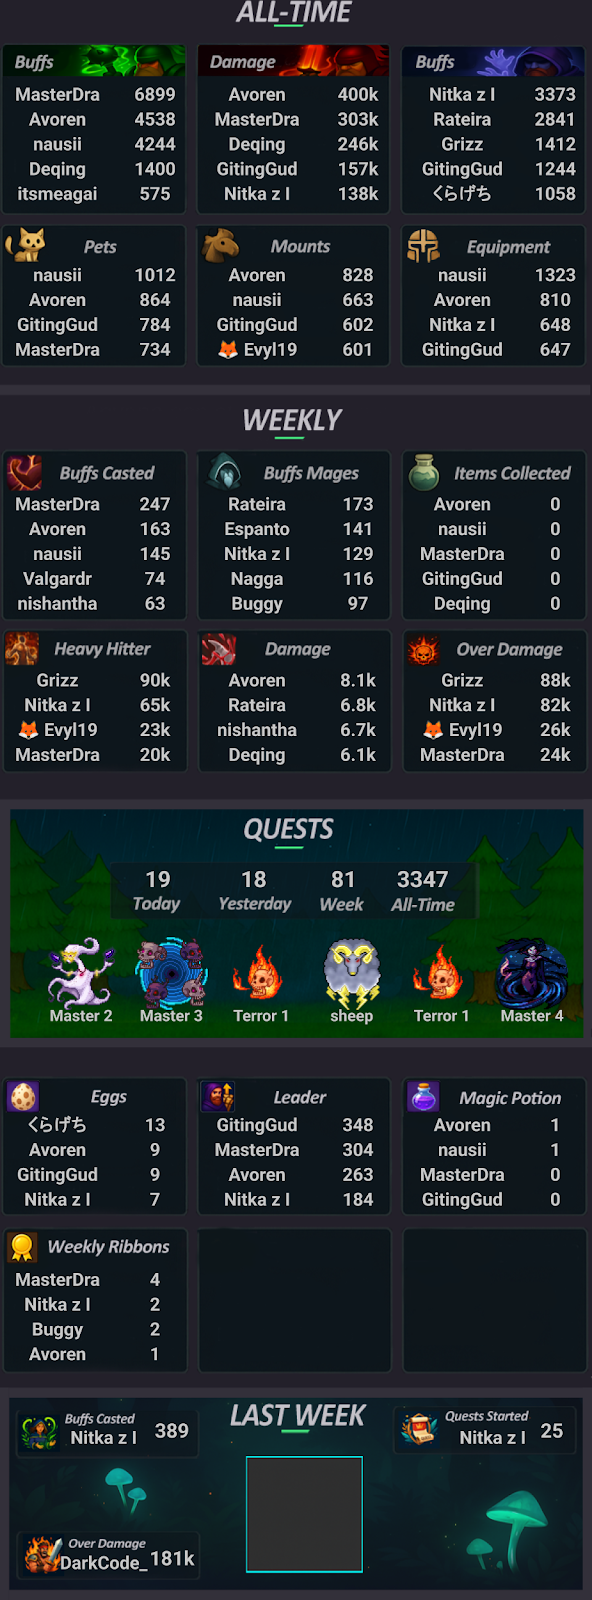 ALL-TIME
Buffs
MasterDra 6899
Avoren 4538
nausii 4244
Deqing 1400
itsmeagai 575
Damage
Avoren 400k
MasterDra 303k
Deqing 246k
GitingGud 157k
Nitka z I 138k
Buffs
Nitka z I 3373
Rateira 2841
Grizz 1412
GitingGud 1244
くらげち 1058
Pets
nausii 1012
Avoren 864
GitingGud 784
MasterDra 734
Mounts
Avoren 828
nausii 663
GitingGud 602
🦊 Evyl19 601
Equipment
nausii 1323
Avoren 810
Nitka z I 648
GitingGud 647
WEEKLY
Buffs Casted
MasterDra 247
Avoren 163
nausii 145
Valgardr 74
nishantha 63
Buffs Mages
Rateira 173
Espanto 141
Nitka z I 129
Nagga 116
Buggy 97
Items Collected
Avoren 0
nausii 0
MasterDra 0
GitingGud 0
Deqing 0
Heavy Hitter
Grizz 90k
Nitka z I 65k
🦊 Evyl19 23k
MasterDra 20k
Damage
Avoren 8.1k
Rateira 6.8k
nishantha 6.7k
Deqing 6.1k
Over Damage
Grizz 88k
Nitka z I 82k
🦊 Evyl19 26k
MasterDra 24k
QUESTS
19 18 81 3347
Today Yesterday Week All-Time
Master 2 Master 3 Terror 1 sheep Terror 1 Master 4
Eggs
くらげち 13
Avoren 9
GitingGud 9
Nitka z I 7
Leader
GitingGud 348
MasterDra 304
Avoren 263
Nitka z I 184
Magic Potion
Avoren 1
nausii 1
MasterDra 0
GitingGud 0
Weekly Ribbons
MasterDra 4
Nitka z I 2
Buggy 2
Avoren 1
LAST WEEK
Buffs Casted
Nitka z I 389
Quests Started
Nitka z I 25
Over Damage
DarkCode_ 181k